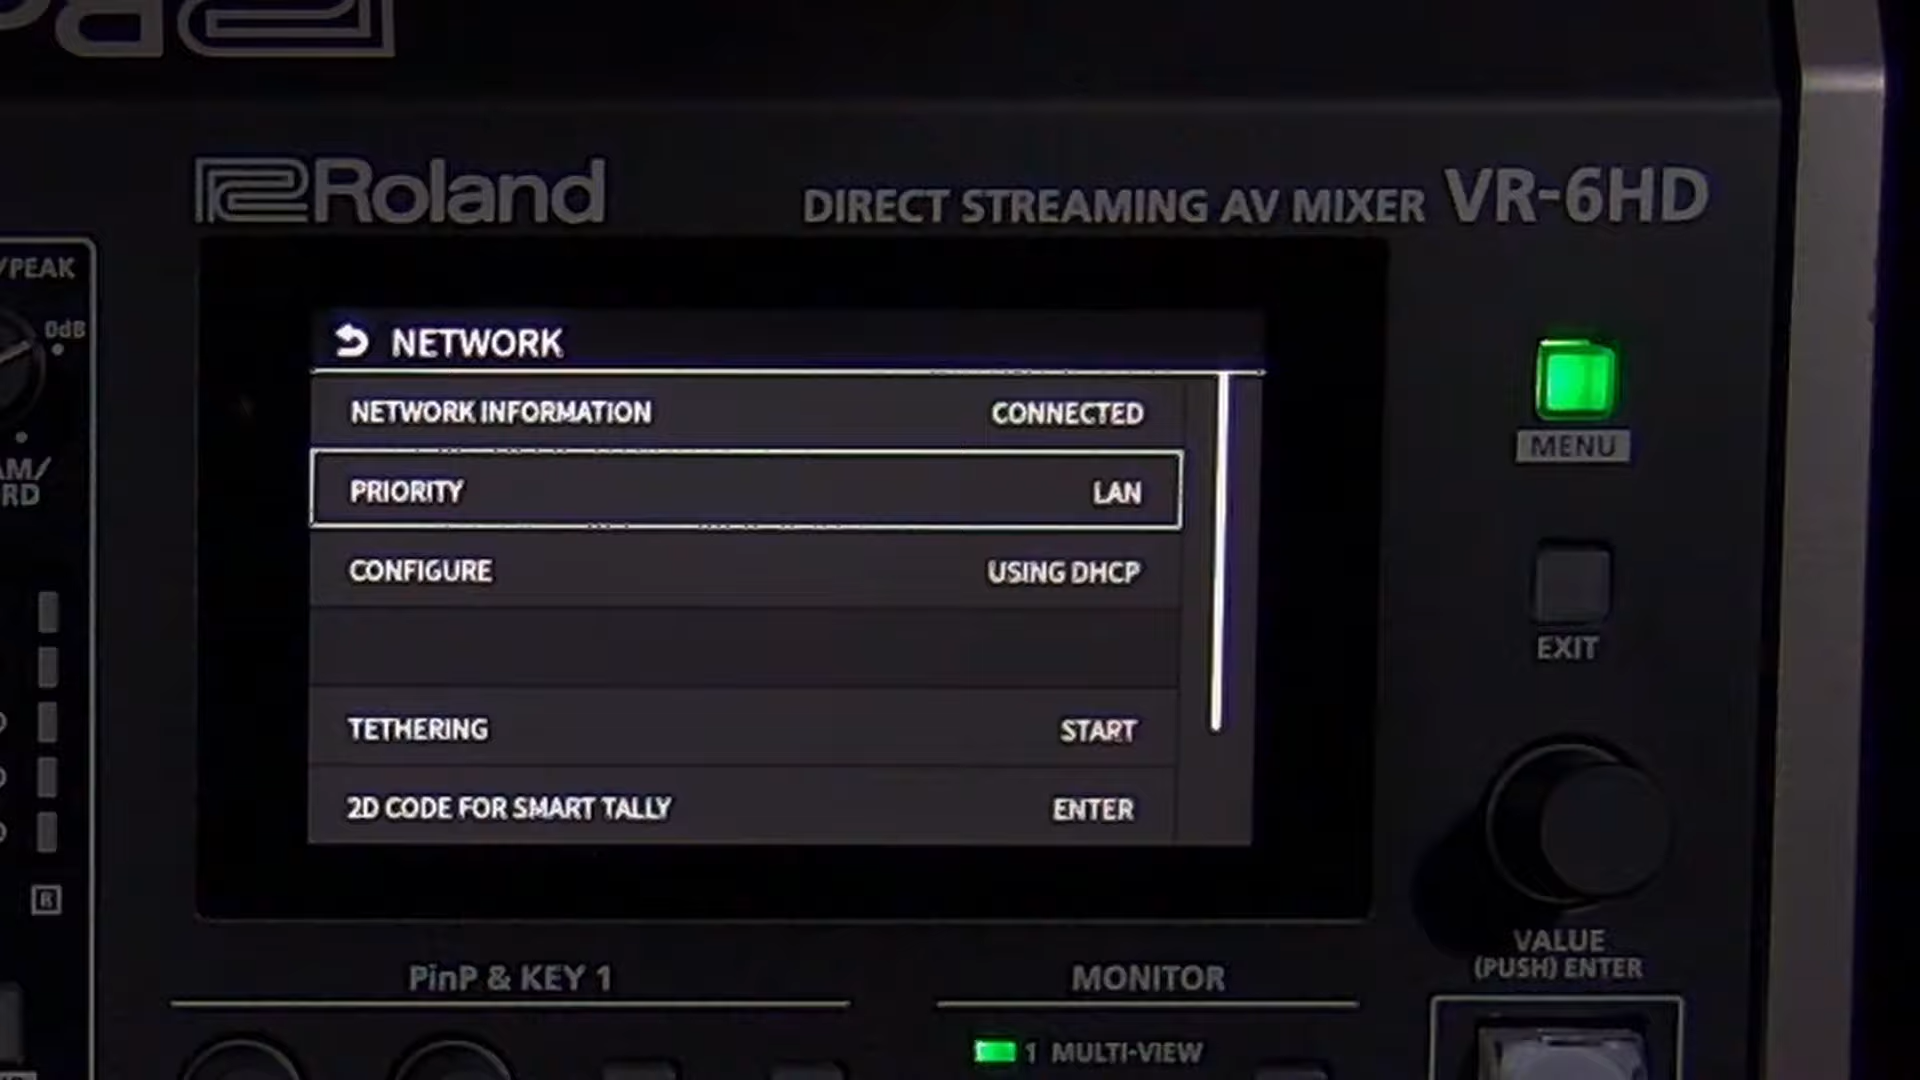 Roland
DIRECT STREAMING AV MIXER VR-6HD
/PEAK
0dB
AM/
RD
NETWORK
NETWORK INFORMATION CONNECTED
PRIORITY LAN
CONFIGURE USING DHCP
TETHERING START
2D CODE FOR SMART TALLY ENTER
MENU
EXIT
VALUE
(PUSH) ENTER
R
PinP & KEY 1
MONITOR
1 MULTI-VIEW